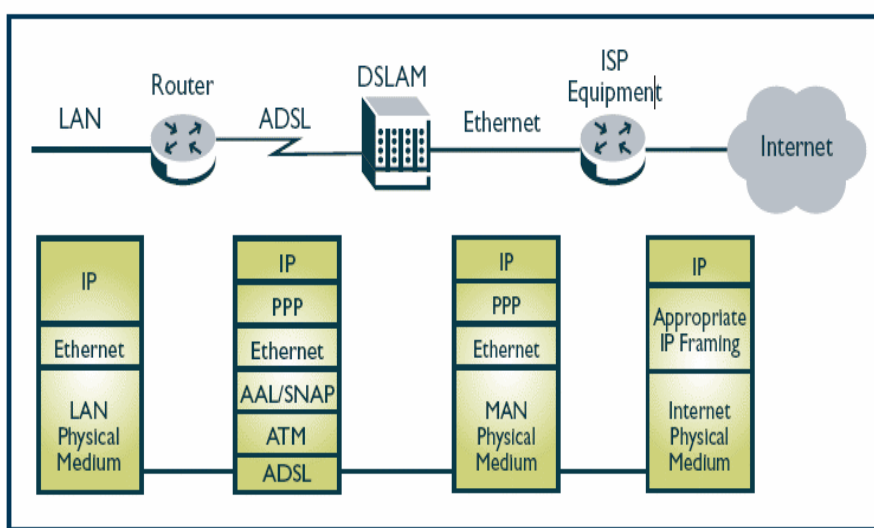 LAN
Router
ADSL
DSLAM
Ethernet
ISP
Equipment
Internet
IP
Ethernet
LAN
Physical
Medium
IP
PPP
Ethernet
AAL/SNAP
ATM
ADSL
IP
PPP
Ethernet
MAN
Physical
Medium
IP
Appropriate
IP Framing
Internet
Physical
Medium